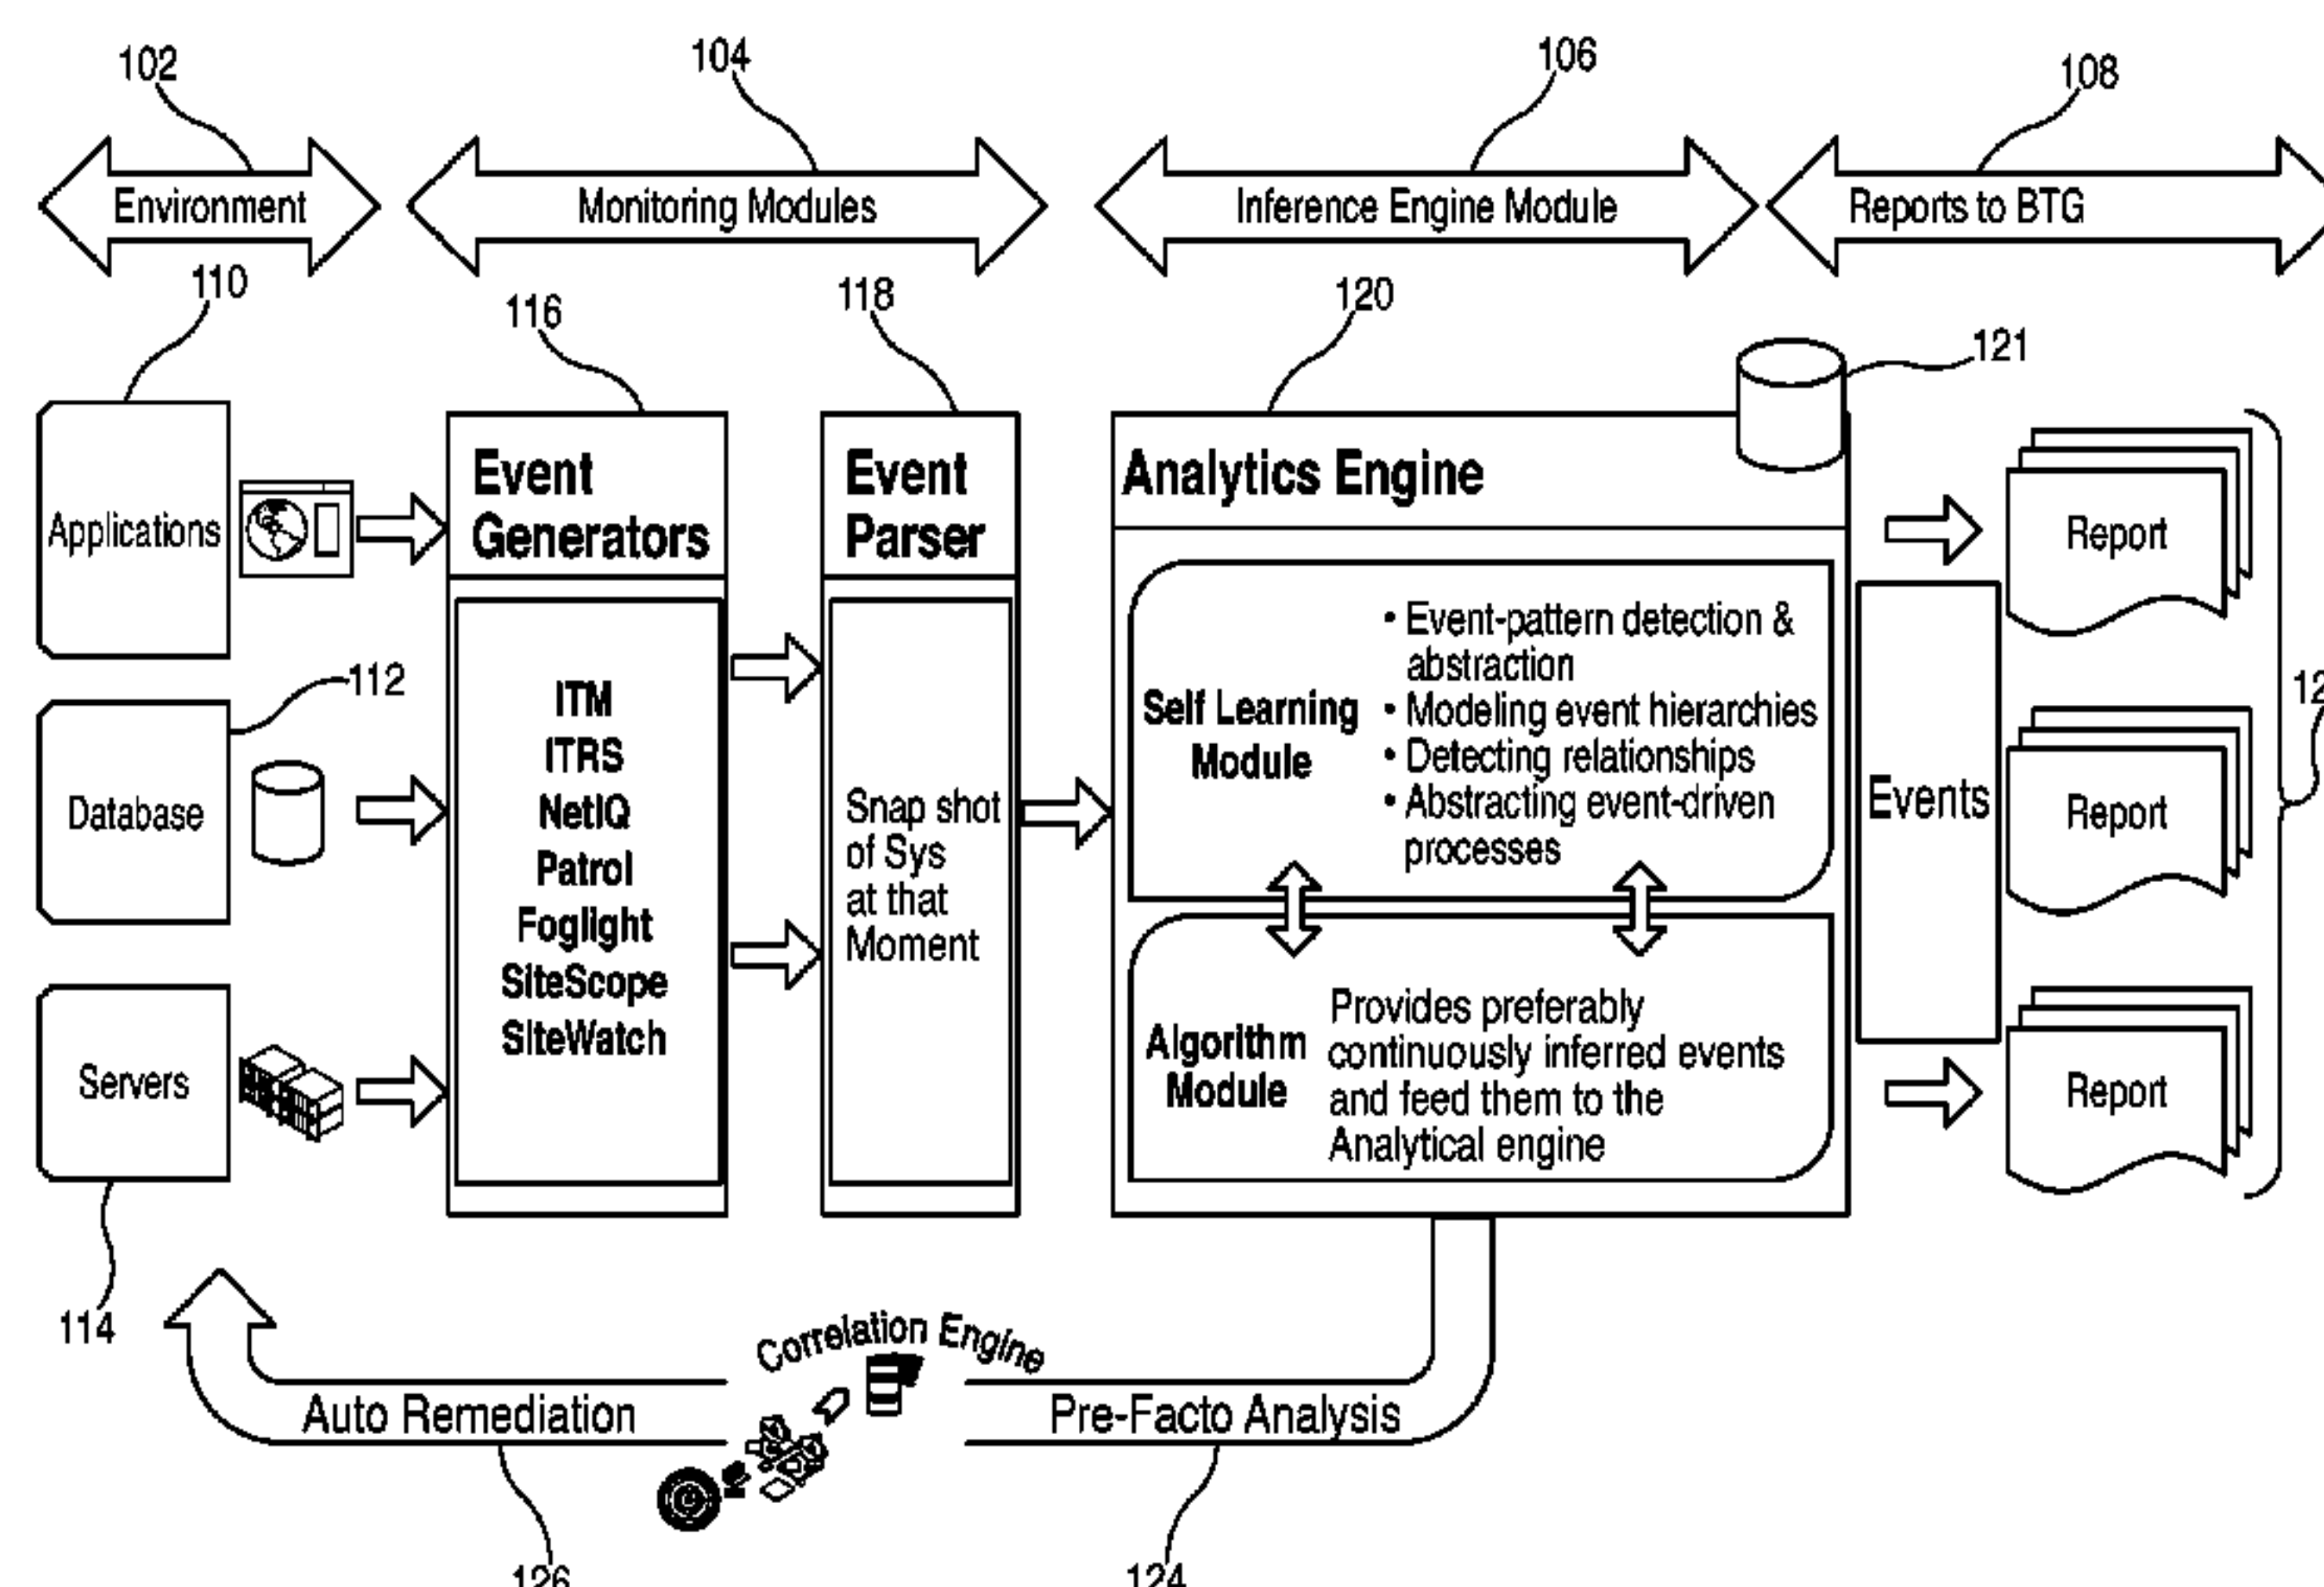 102
104
106
108
Environment
Monitoring Modules
Inference Engine Module
Reports to BTG
110
116
118
120
121
Applications
Event
Generators
ITM
ITRS
NetIQ
Patrol
Foglight
SiteScope
SiteWatch
Event
Parser
Snap shot
of Sys
at that
Moment
Analytics Engine
Self Learning
Module
• Event-pattern detection &
abstraction
• Modeling event hierarchies
• Detecting relationships
• Abstracting event-driven
processes
Algorithm
Module
Provides preferably
continuously inferred events
and feed them to the
Analytical engine
Events
Report
Report
Report
112
Database
Servers
114
Correlation Engine
Auto Remediation
Pre-Facto Analysis
126
124